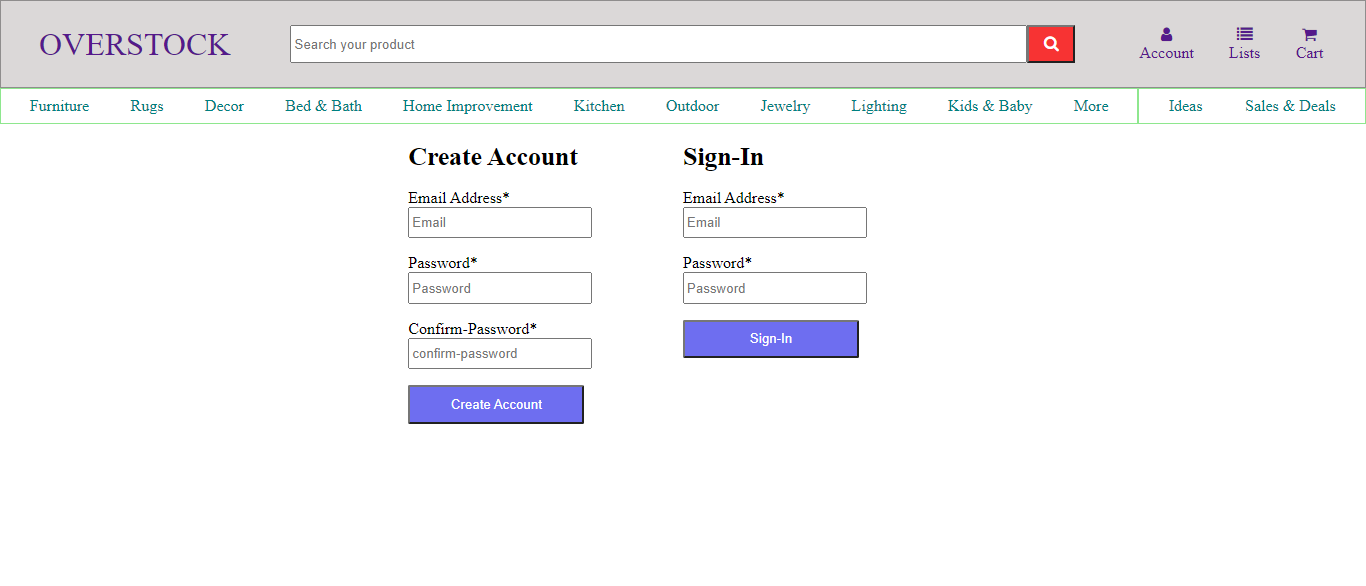 OVERSTOCK
Search your product
Account
Lists
Cart
Furniture Rugs Decor Bed & Bath Home Improvement Kitchen Outdoor Jewelry Lighting Kids & Baby More Ideas Sales & Deals
Create Account
Email Address*
Email
Password*
Password
Confirm-Password*
confirm-password
Create Account
Sign-In
Email Address*
Email
Password*
Password
Sign-In